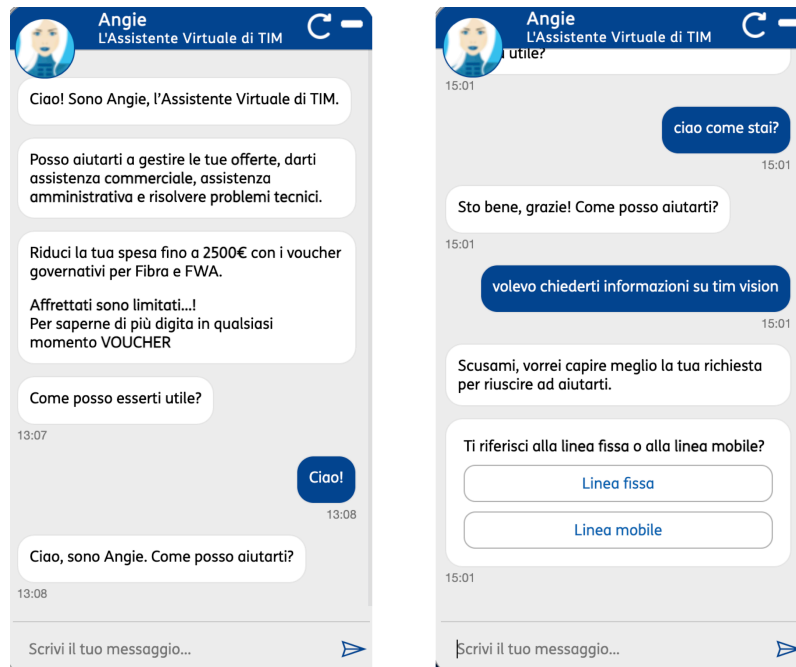 Angie
L'Assistente Virtuale di TIM
Ciao! Sono Angie, l'Assistente Virtuale di TIM.
Posso aiutarti a gestire le tue offerte, darti
assistenza commerciale, assistenza
amministrativa e risolvere problemi tecnici.
Riduci la tua spesa fino a 2500€ con i voucher
governativi per Fibra e FWA.
Affrettati sono limitati...!
Per saperne di più digita in qualsiasi
momento VOUCHER
Come posso esserti utile?
13:07
Ciao!
13:08
Ciao, sono Angie. Come posso aiutarti?
13:08
Scrivi il tuo messaggio...
Angie
L'Assistente Virtuale di TIM
utile?
15:01
ciao come stai?
15:01
Sto bene, grazie! Come posso aiutarti?
15:01
volevo chiederti informazioni su tim vision
15:01
Scusami, vorrei capire meglio la tua richiesta
per riuscire ad aiutarti.
Ti riferisci alla linea fissa o alla linea mobile?
Linea fissa
Linea mobile
15:01
Scrivi il tuo messaggio...